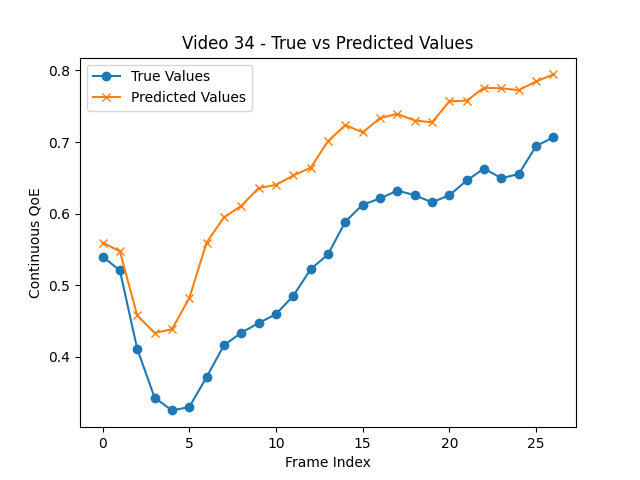 Video 34 - True vs Predicted Values
True Values
Predicted Values
Continuous QoE
0.8
0.7
0.6
0.5
0.4
0 5 10 15 20 25
Frame Index